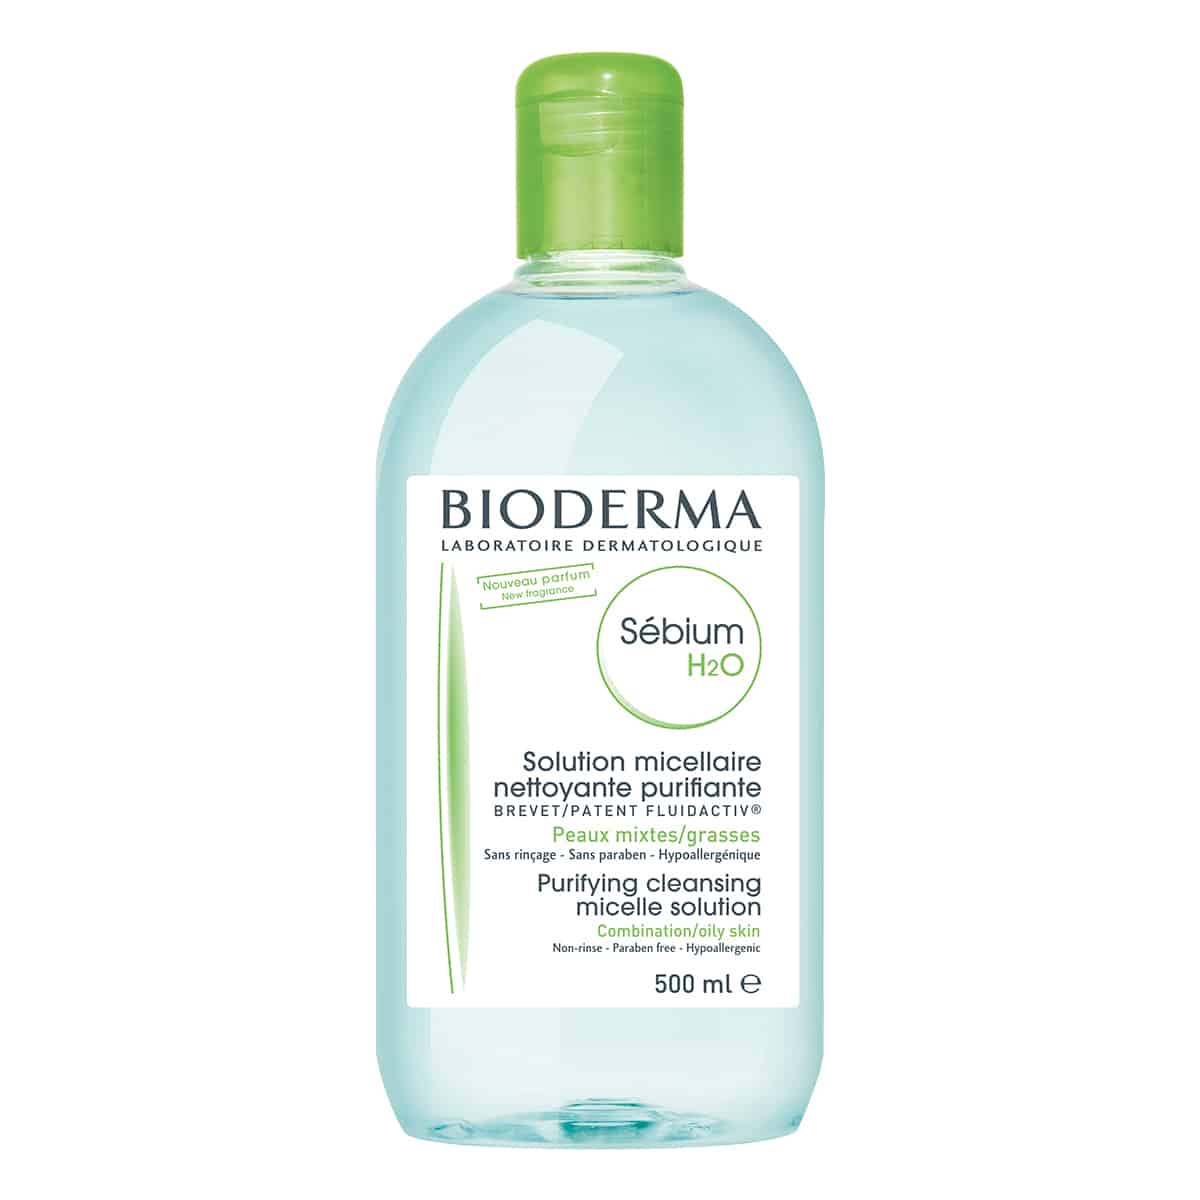 BIODERMA
LABORATOIRE DERMATOLOGIQUE
Nouveau parfum
New fragrance
Sébium
H2O
Solution micellaire
nettoyante purifiante
BREVET/PATENT FLUIDACTIV®
Peaux mixtes/grasses
Sans rinçage - Sans paraben - Hypoallergénique
Purifying cleansing
micelle solution
Combination/oily skin
Non-rinse - Paraben free - Hypoallergenic
500 ml ℮